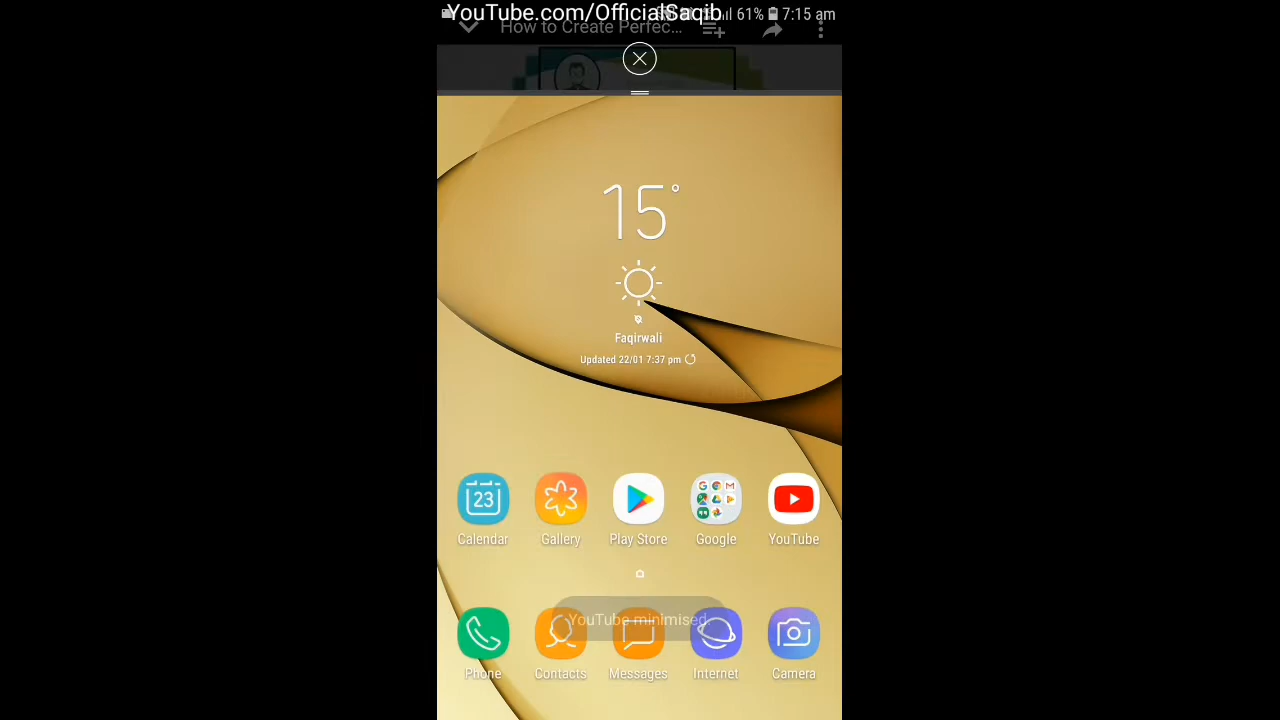 YouTube.com/OfficialSaqib
61% 7:15 am
How to Create Perfec...
15°
Faqirwali
Updated 22/01 7:37 pm
23
Calendar
Gallery
Play Store
Google
YouTube
YouTube minimised.
Phone
Contacts
Messages
Internet
Camera